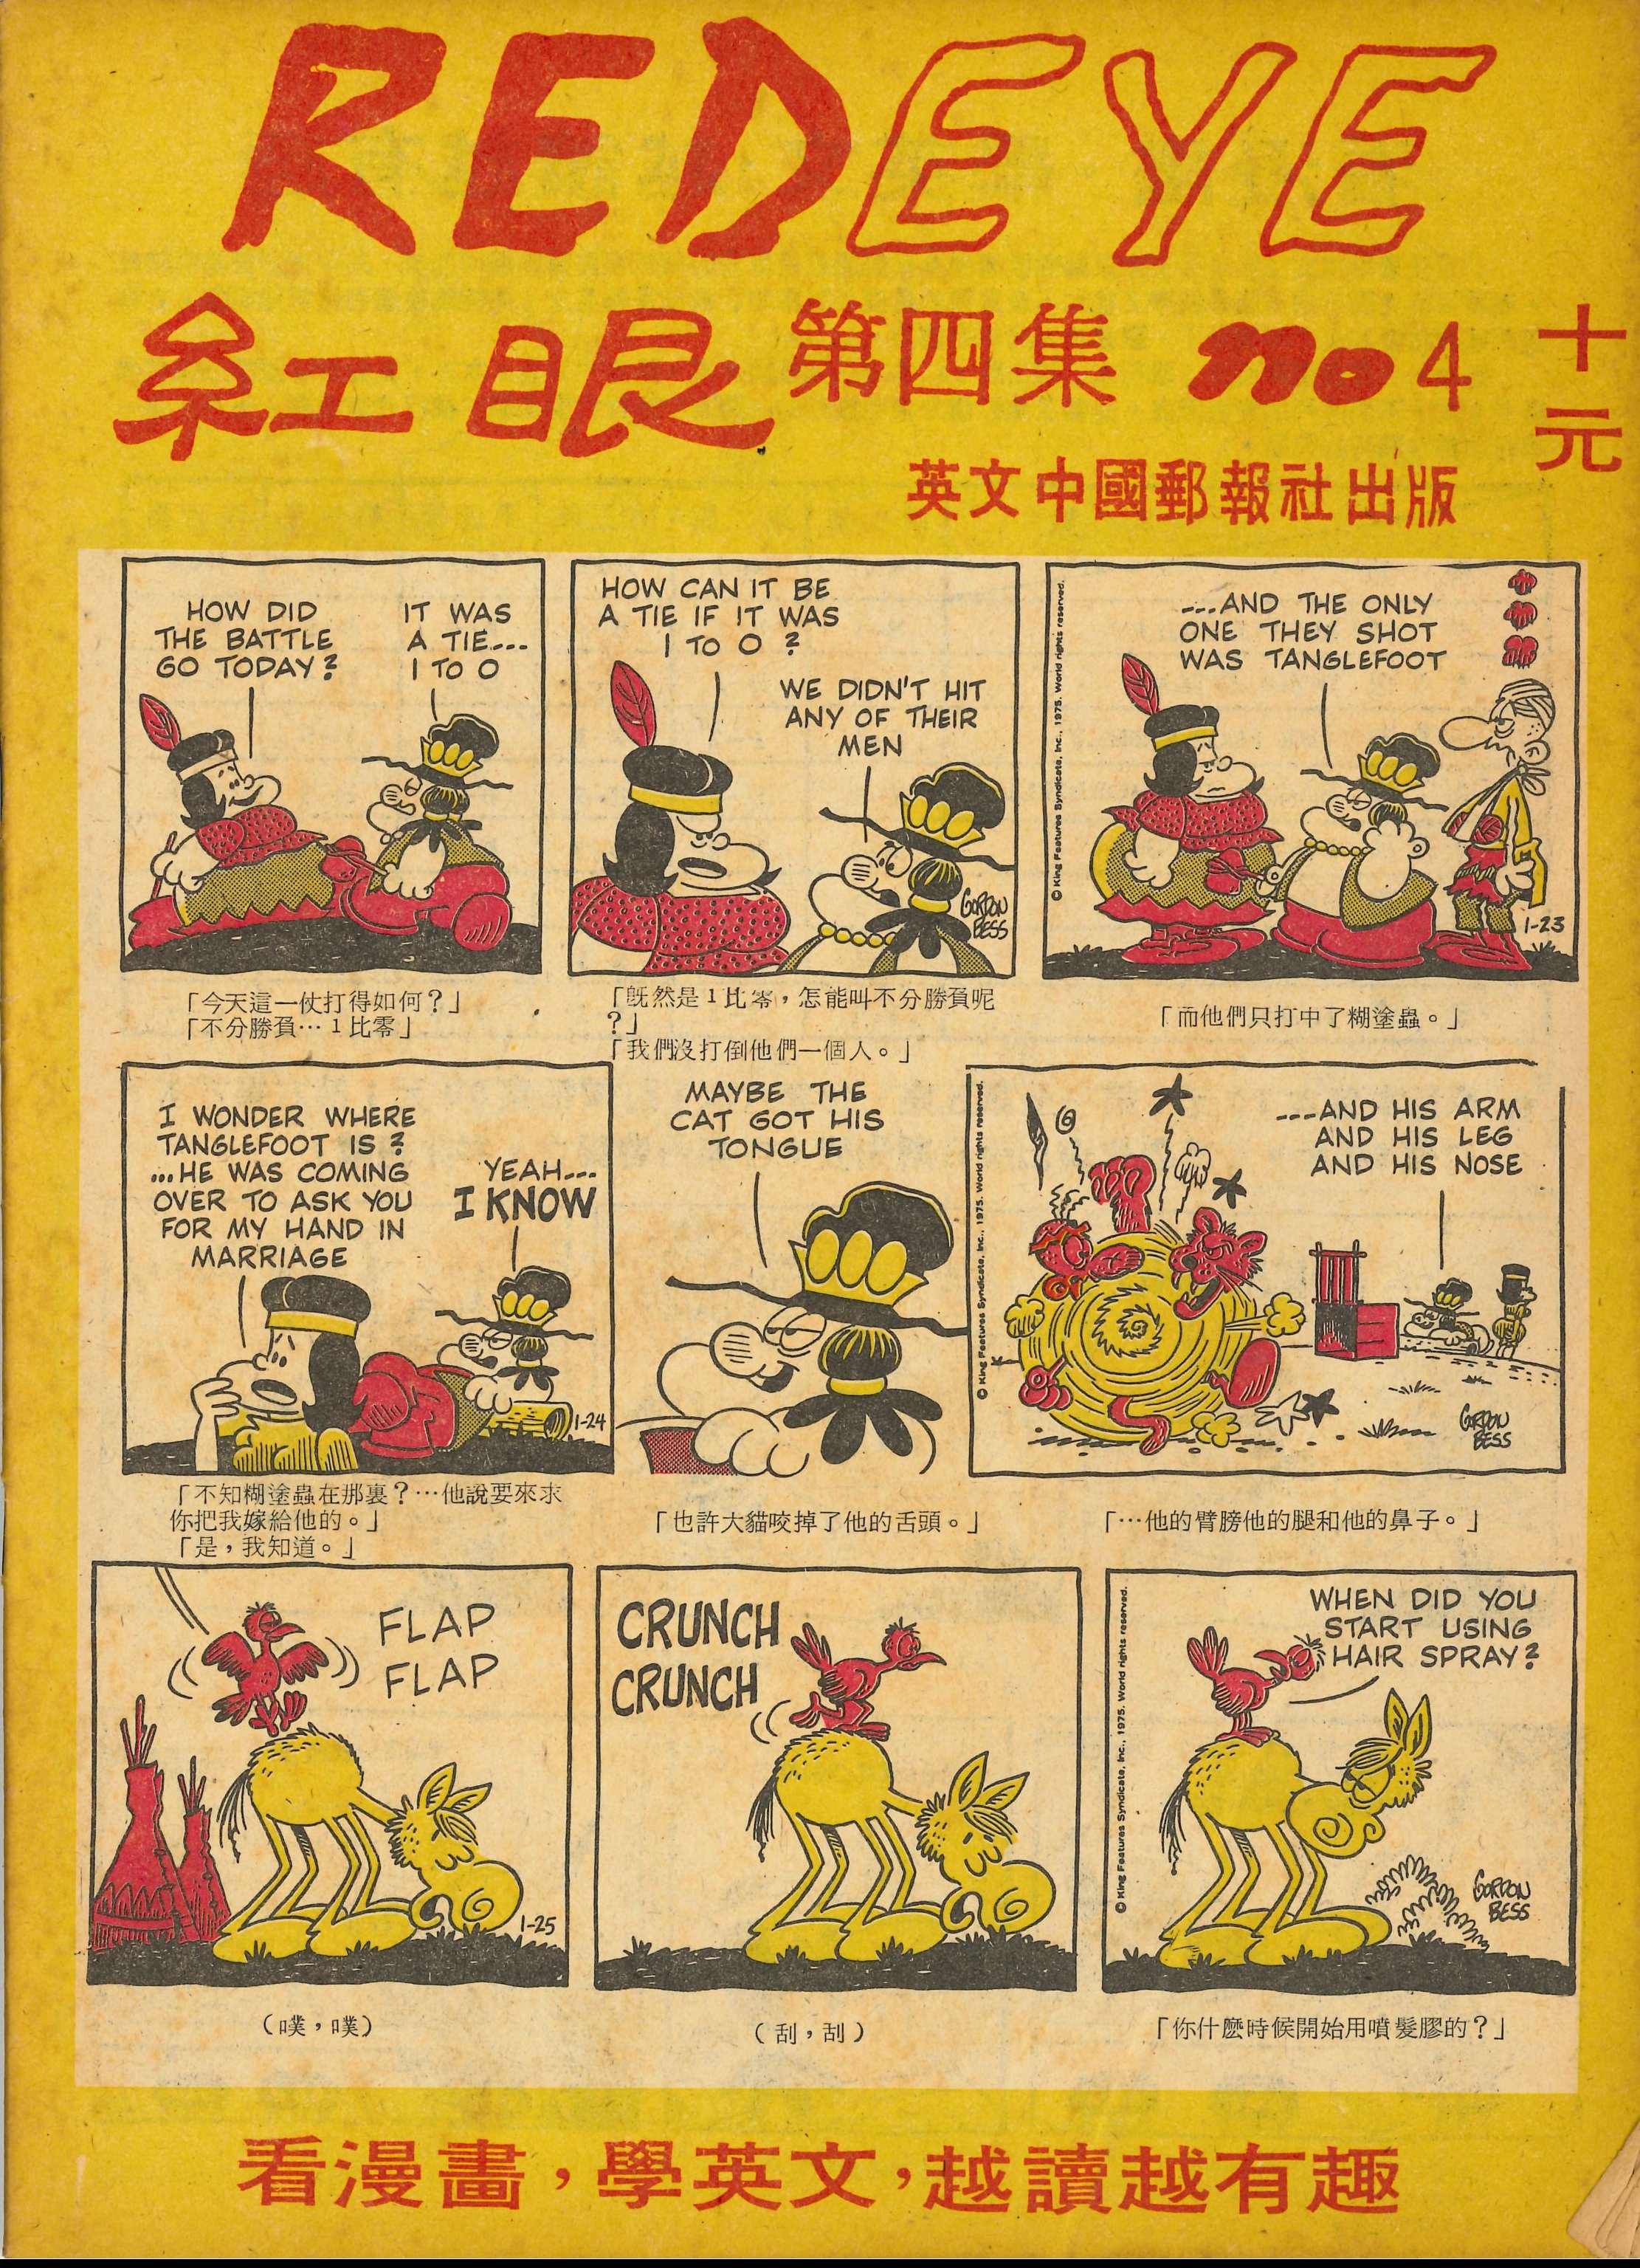 REDEYE
紅眼 第四集 no 4
十元
英文中國郵報社出版
HOW DID
THE BATTLE
GO TODAY?
IT WAS
A TIE...
1 TO 0
HOW CAN IT BE
A TIE IF IT WAS
1 TO 0 ?
WE DIDN'T HIT
ANY OF THEIR
MEN
GORDON
BESS
© King Features Syndicate, Inc., 1975. World rights reserved.
...AND THE ONLY
ONE THEY SHOT
WAS TANGLEFOOT
1-23
「今天這一仗打得如何?」
「不分勝負…1比零」
「既然是1比零,怎能叫不分勝負呢
?」
「我們沒打倒他們一個人。」
「而他們只打中了糊塗蟲。」
I WONDER WHERE
TANGLEFOOT IS ?
...HE WAS COMING
OVER TO ASK YOU
FOR MY HAND IN
MARRIAGE
YEAH...
I KNOW
1-24
MAYBE THE
CAT GOT HIS
TONGUE
© King Features Syndicate, Inc., 1975. World rights reserved.
...AND HIS ARM
AND HIS LEG
AND HIS NOSE
GORDON
BESS
「不知糊塗蟲在那裏?…他說要來求
你把我嫁給他的。」
「是,我知道。」
「也許大貓咬掉了他的舌頭。」
「…他的臂膀他的腿和他的鼻子。」
FLAP
FLAP
1-25
CRUNCH
CRUNCH
© King Features Syndicate, Inc., 1975. World rights reserved.
WHEN DID YOU
START USING
HAIR SPRAY?
GORDON
BESS
(噗,噗)
(刮,刮)
「你什麼時候開始用噴髮膠的?」
看漫畫,學英文,越讀越有趣